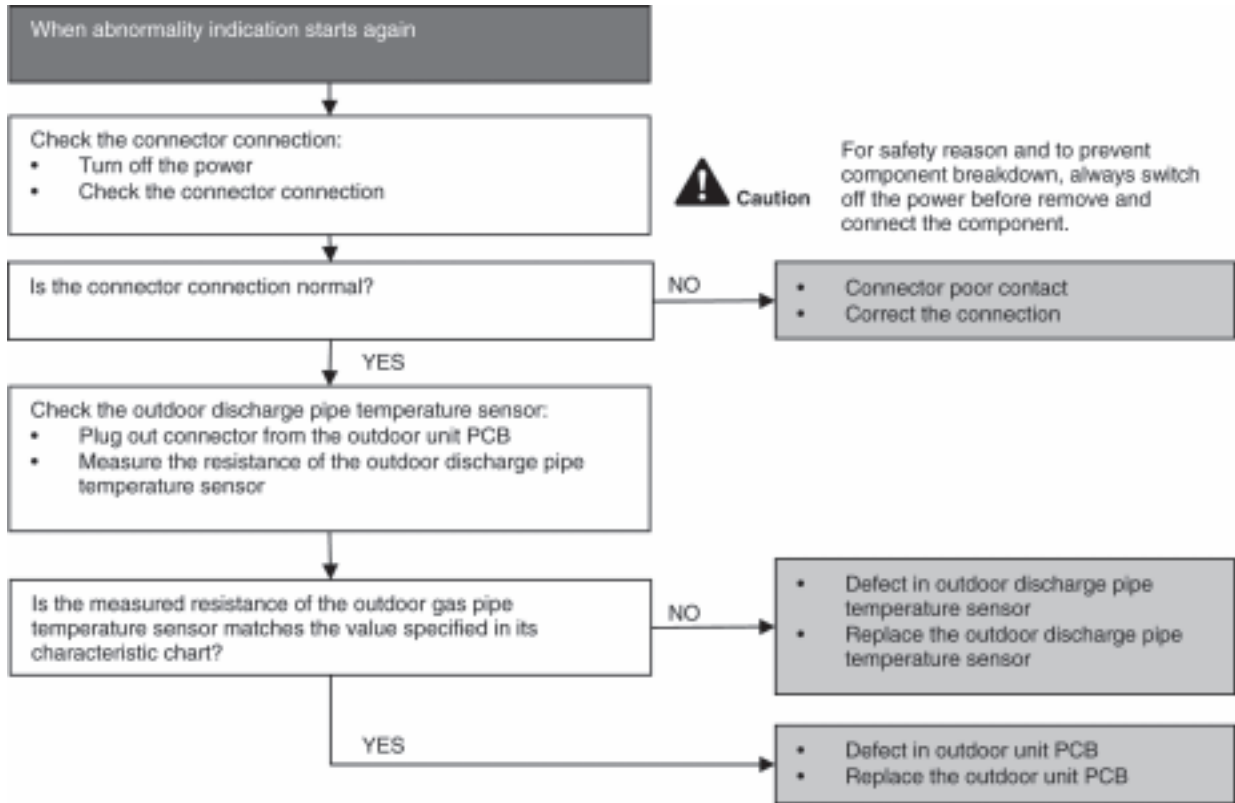 When abnormality indication starts again
Check the connector connection:
• Turn off the power
• Check the connector connection
Caution
For safety reason and to prevent
component breakdown, always switch
off the power before remove and
connect the component.
Is the connector connection normal?
NO
• Connector poor contact
• Correct the connection
YES
Check the outdoor discharge pipe temperature sensor:
• Plug out connector from the outdoor unit PCB
• Measure the resistance of the outdoor discharge pipe
temperature sensor
Is the measured resistance of the outdoor gas pipe
temperature sensor matches the value specified in its
characteristic chart?
NO
• Defect in outdoor discharge pipe
temperature sensor
• Replace the outdoor discharge pipe
temperature sensor
YES
• Defect in outdoor unit PCB
• Replace the outdoor unit PCB